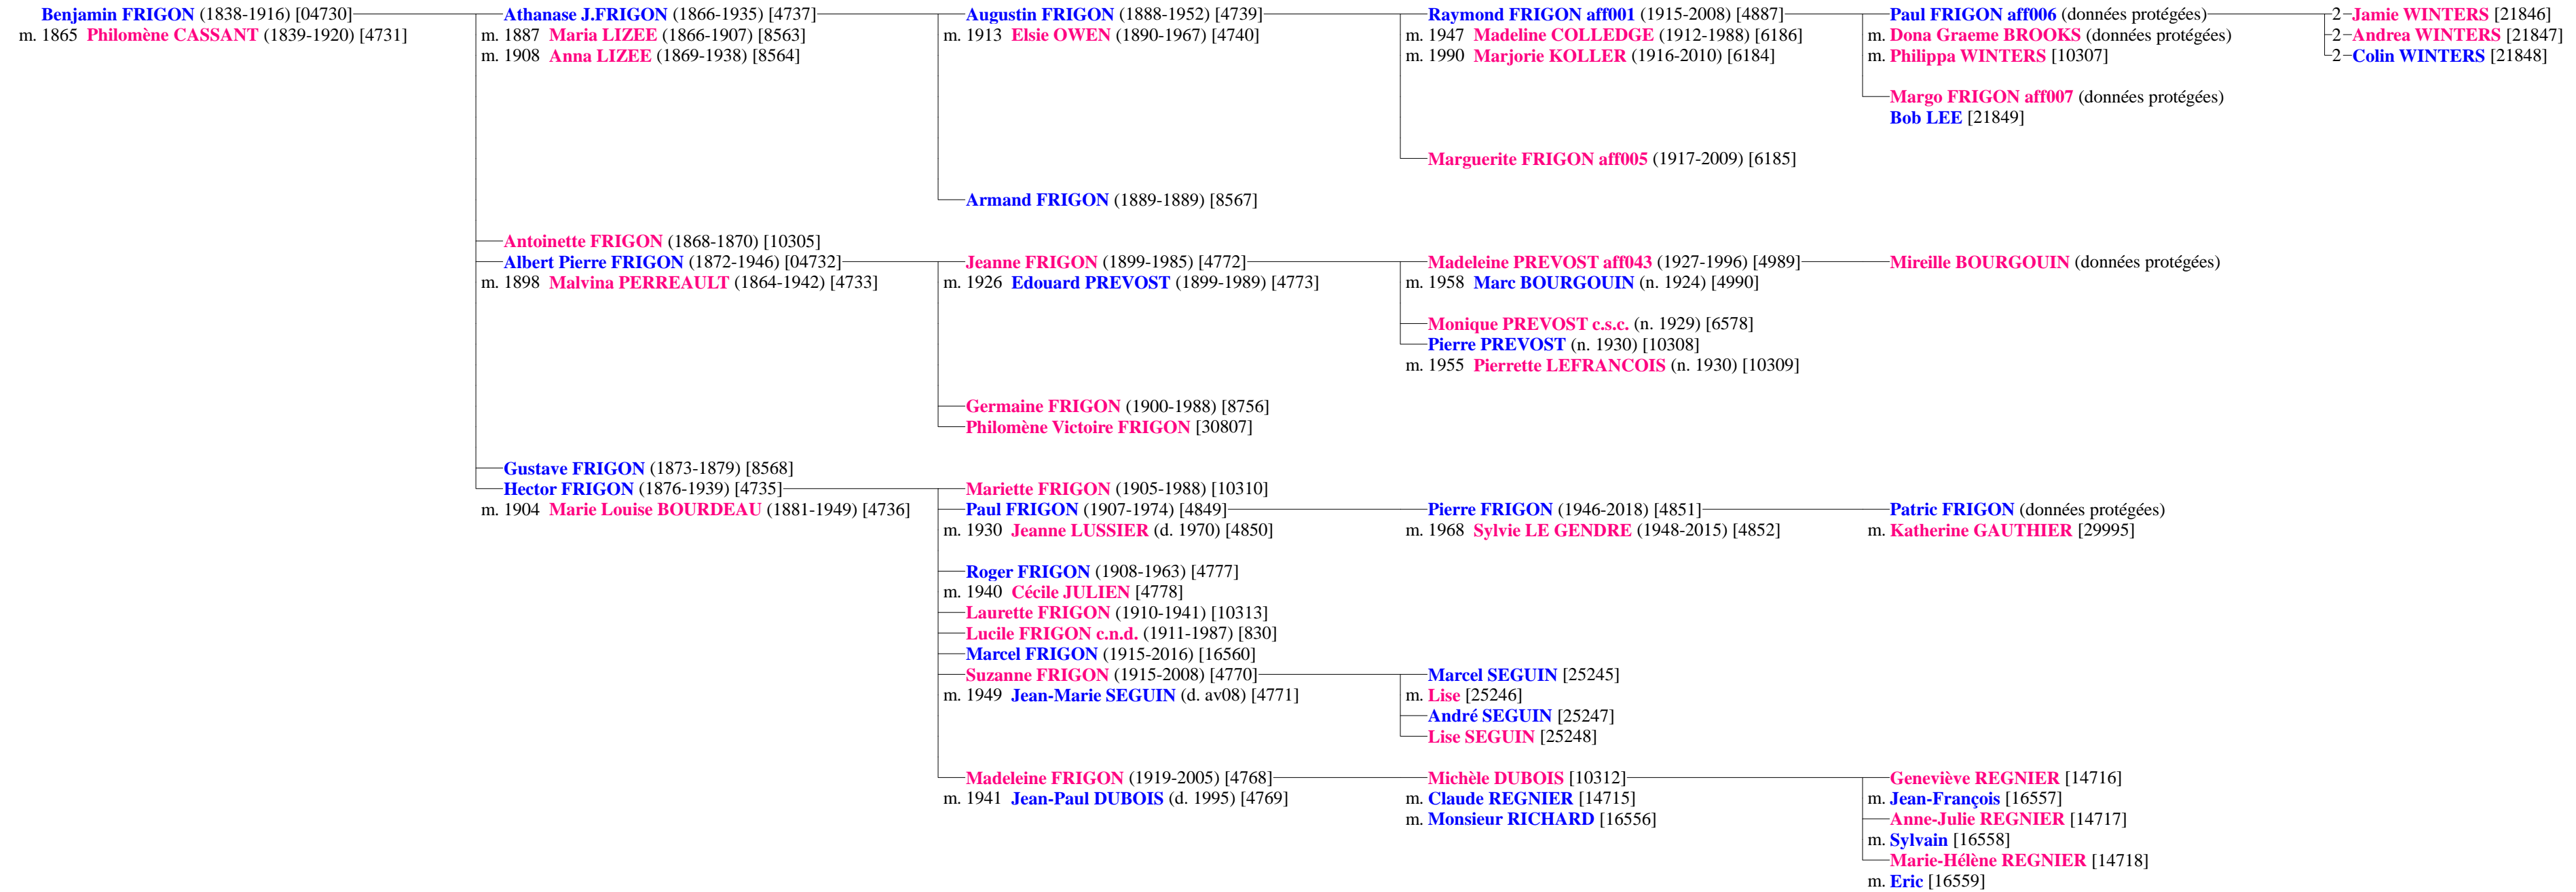 Benjamin FRIGON (1838-1916) [04730]
m. 1865 Philomène CASSANT (1839-1920) [4731]
Athanase J.FRIGON (1866-1935) [4737]
m. 1887 Maria LIZEE (1866-1907) [8563]
m. 1908 Anna LIZEE (1869-1938) [8564]
Augustin FRIGON (1888-1952) [4739]
m. 1913 Elsie OWEN (1890-1967) [4740]
Raymond FRIGON aff001 (1915-2008) [4887]
m. 1947 Madeline COLLEDGE (1912-1988) [6186]
m. 1990 Marjorie KOLLER (1916-2010) [6184]
Paul FRIGON aff006 (données protégées)
m. Dona Graeme BROOKS (données protégées)
m. Philippa WINTERS [10307]
2 Jamie WINTERS [21846]
2 Andrea WINTERS [21847]
2 Colin WINTERS [21848]
Margo FRIGON aff007 (données protégées)
Bob LEE [21849]
Marguerite FRIGON aff005 (1917-2009) [6185]
Armand FRIGON (1889-1889) [8567]
Antoinette FRIGON (1868-1870) [10305]
Albert Pierre FRIGON (1872-1946) [04732]
m. 1898 Malvina PERREAULT (1864-1942) [4733]
Jeanne FRIGON (1899-1985) [4772]
m. 1926 Edouard PREVOST (1899-1989) [4773]
Madeleine PREVOST aff043 (1927-1996) [4989]
m. 1958 Marc BOURGOUIN (n. 1924) [4990]
Mireille BOURGOUIN (données protégées)
Monique PREVOST c.s.c. (n. 1929) [6578]
Pierre PREVOST (n. 1930) [10308]
m. 1955 Pierrette LEFRANCOIS (n. 1930) [10309]
Germaine FRIGON (1900-1988) [8756]
Philomène Victoire FRIGON [30807]
Gustave FRIGON (1873-1879) [8568]
Hector FRIGON (1876-1939) [4735]
m. 1904 Marie Louise BOURDEAU (1881-1949) [4736]
Mariette FRIGON (1905-1988) [10310]
Paul FRIGON (1907-1974) [4849]
m. 1930 Jeanne LUSSIER (d. 1970) [4850]
Pierre FRIGON (1946-2018) [4851]
m. 1968 Sylvie LE GENDRE (1948-2015) [4852]
Patric FRIGON (données protégées)
m. Katherine GAUTHIER [29995]
Roger FRIGON (1908-1963) [4777]
m. 1940 Cécile JULIEN [4778]
Laurette FRIGON (1910-1941) [10313]
Lucile FRIGON c.n.d. (1911-1987) [830]
Marcel FRIGON (1915-2016) [16560]
Suzanne FRIGON (1915-2008) [4770]
m. 1949 Jean-Marie SEGUIN (d. av08) [4771]
Marcel SEGUIN [25245]
m. Lise [25246]
André SEGUIN [25247]
Lise SEGUIN [25248]
Madeleine FRIGON (1919-2005) [4768]
m. 1941 Jean-Paul DUBOIS (d. 1995) [4769]
Michèle DUBOIS [10312]
m. Claude REGNIER [14715]
m. Monsieur RICHARD [16556]
Geneviève REGNIER [14716]
m. Jean-François [16557]
Anne-Julie REGNIER [14717]
m. Sylvain [16558]
Marie-Hélène REGNIER [14718]
m. Eric [16559]